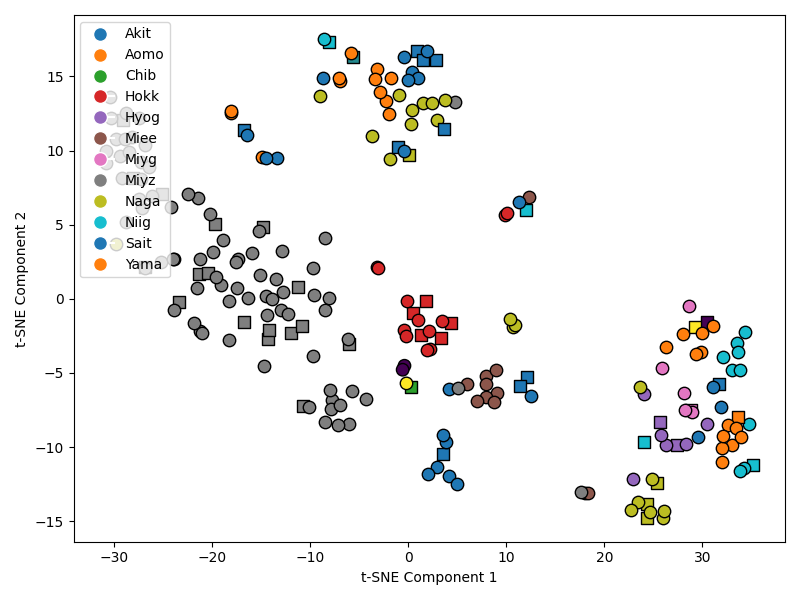 Akit
Aomo
Chib
Hokk
Hyog
Miee
Miyg
Miyz
Naga
Niig
Sait
Yama
t-SNE Component 2
15
10
5
0
−5
−10
−15
−30 −20 −10 0 10 20 30
t-SNE Component 1